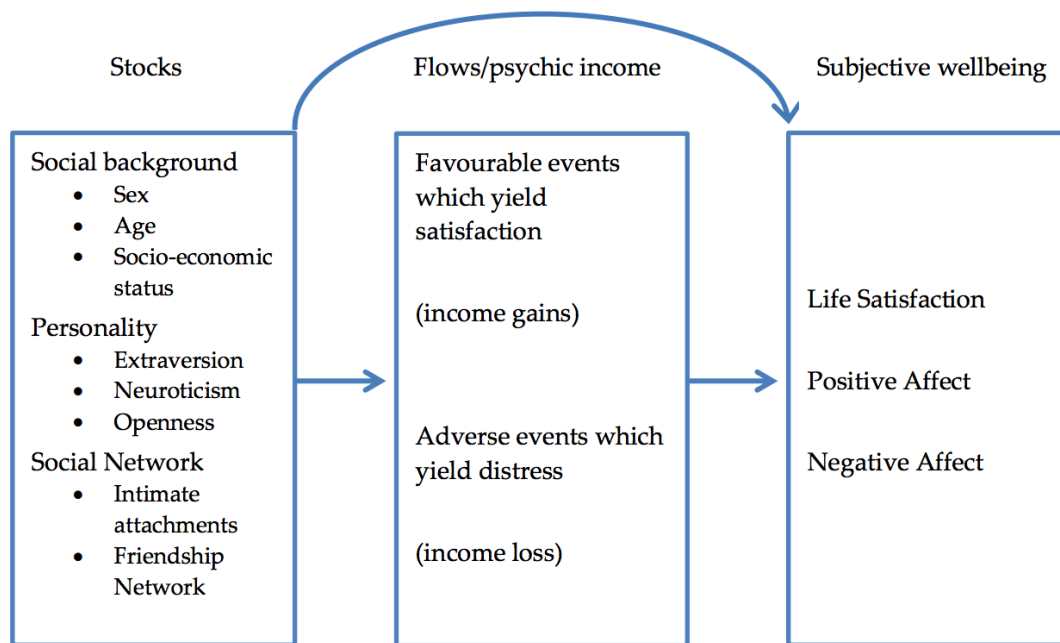 Stocks
Flows/psychic income
Subjective wellbeing
Social background
• Sex
• Age
• Socio-economic
status
Personality
• Extraversion
• Neuroticism
• Openness
Social Network
• Intimate
attachments
• Friendship
Network
Favourable events
which yield
satisfaction
(income gains)
Adverse events which
yield distress
(income loss)
Life Satisfaction
Positive Affect
Negative Affect